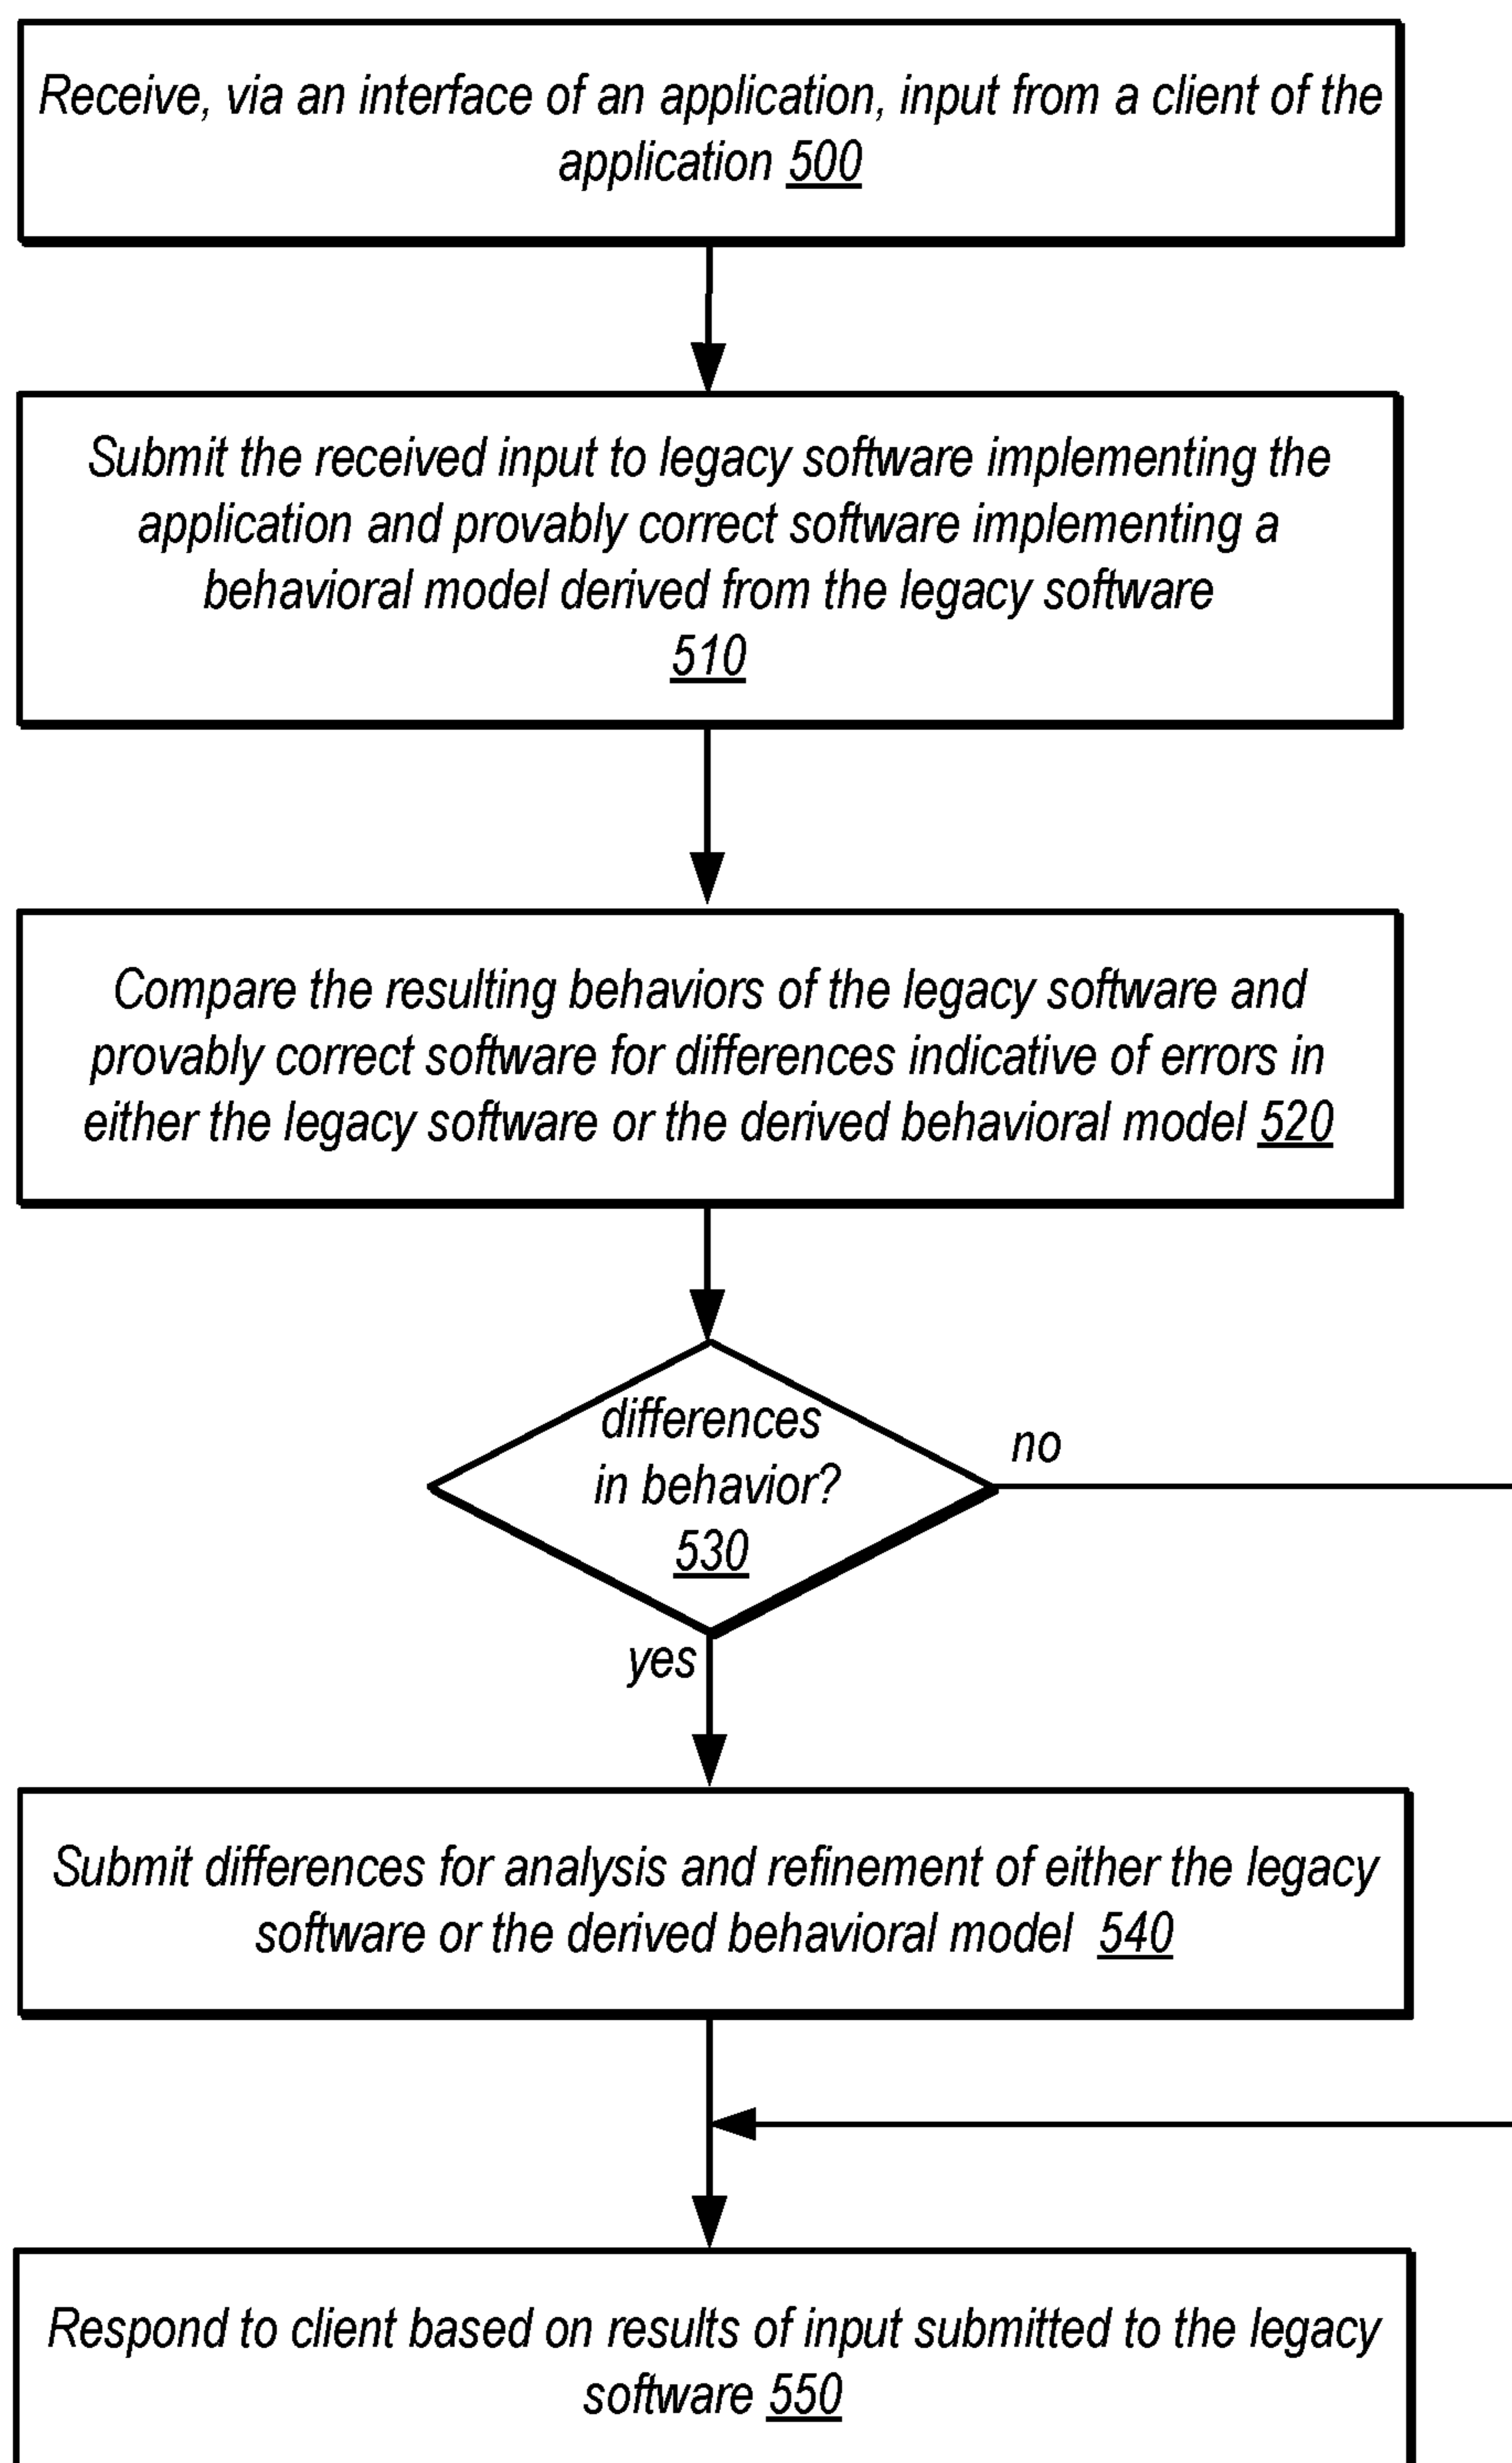 Receive, via an interface of an application, input from a client of the
application 500
Submit the received input to legacy software implementing the
application and provably correct software implementing a
behavioral model derived from the legacy software
510
Compare the resulting behaviors of the legacy software and
provably correct software for differences indicative of errors in
either the legacy software or the derived behavioral model 520
differences
in behavior?
530
no
yes
Submit differences for analysis and refinement of either the legacy
software or the derived behavioral model 540
Respond to client based on results of input submitted to the legacy
software 550